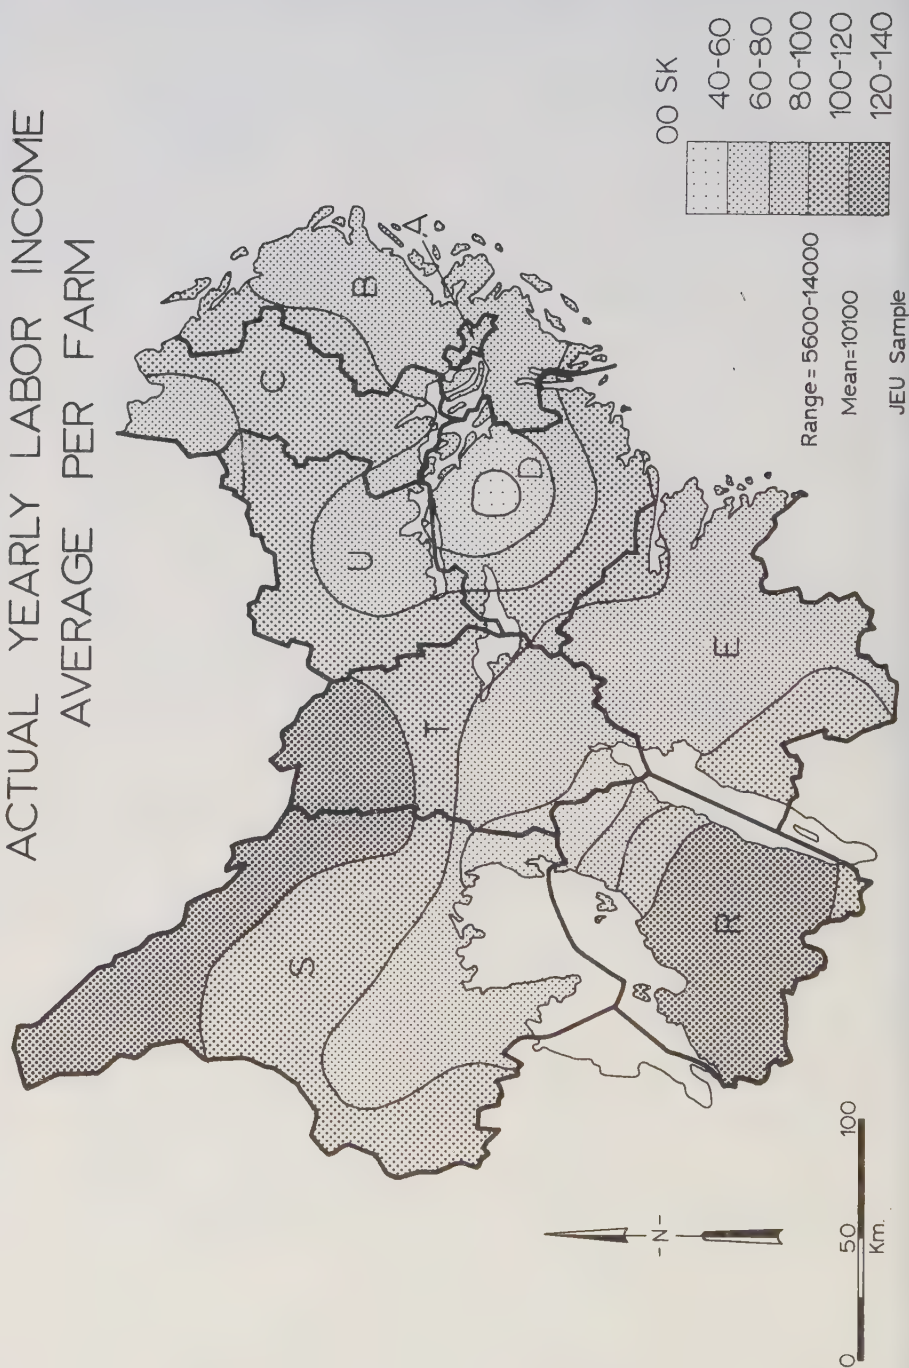 ACTUAL YEARLY LABOR INCOME
AVERAGE PER FARM
S
T
U
C
B
A
D
R
E
-N-
0 50 100
Km.
00 SK
40-60
60-80
80-100
100-120
120-140
Range = 5600-14000
Mean=10100
JEU Sample